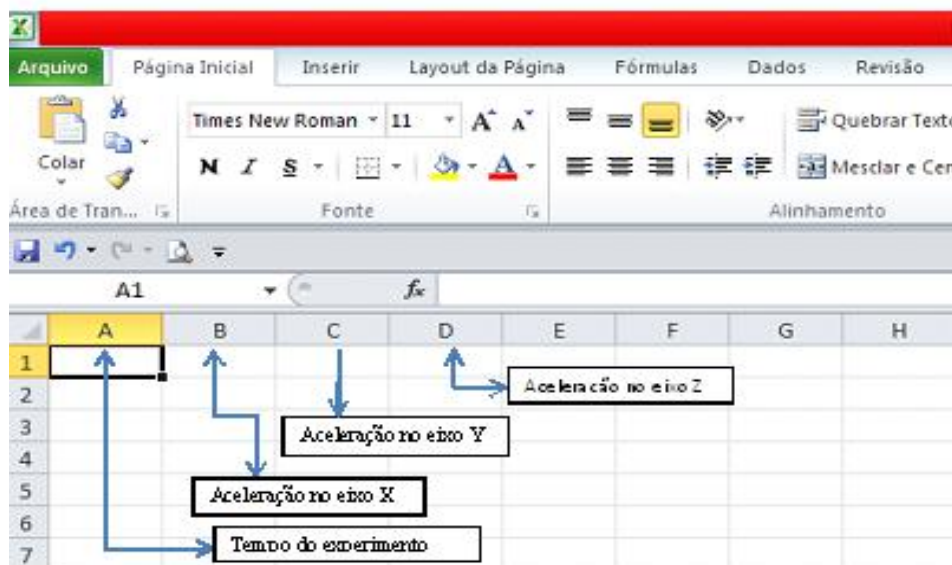 Arquivo Página Inicial Inserir Layout da Página Fórmulas Dados Revisão
Times New Roman 11 A A Quebrar Texto
Colar
N I S A Mesclar e Cen
Área de Tran... Fonte Alinhamento
A1 fx
A B C D E F G H
1
2
3
4
5
6
7
Aceleração no eixo Z
Aceleração no eixo Y
Aceleração no eixo X
Tempo do experimento